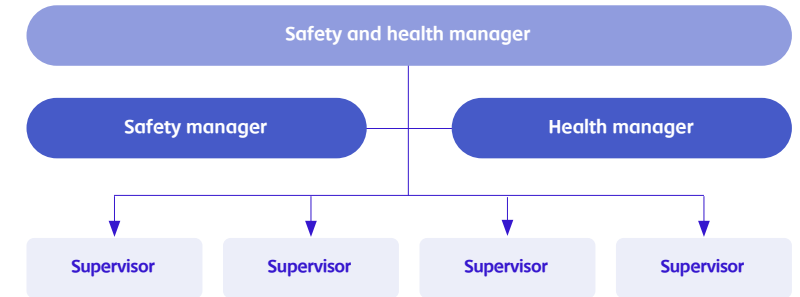 Safety and health manager
Safety manager
Health manager
Supervisor
Supervisor
Supervisor
Supervisor